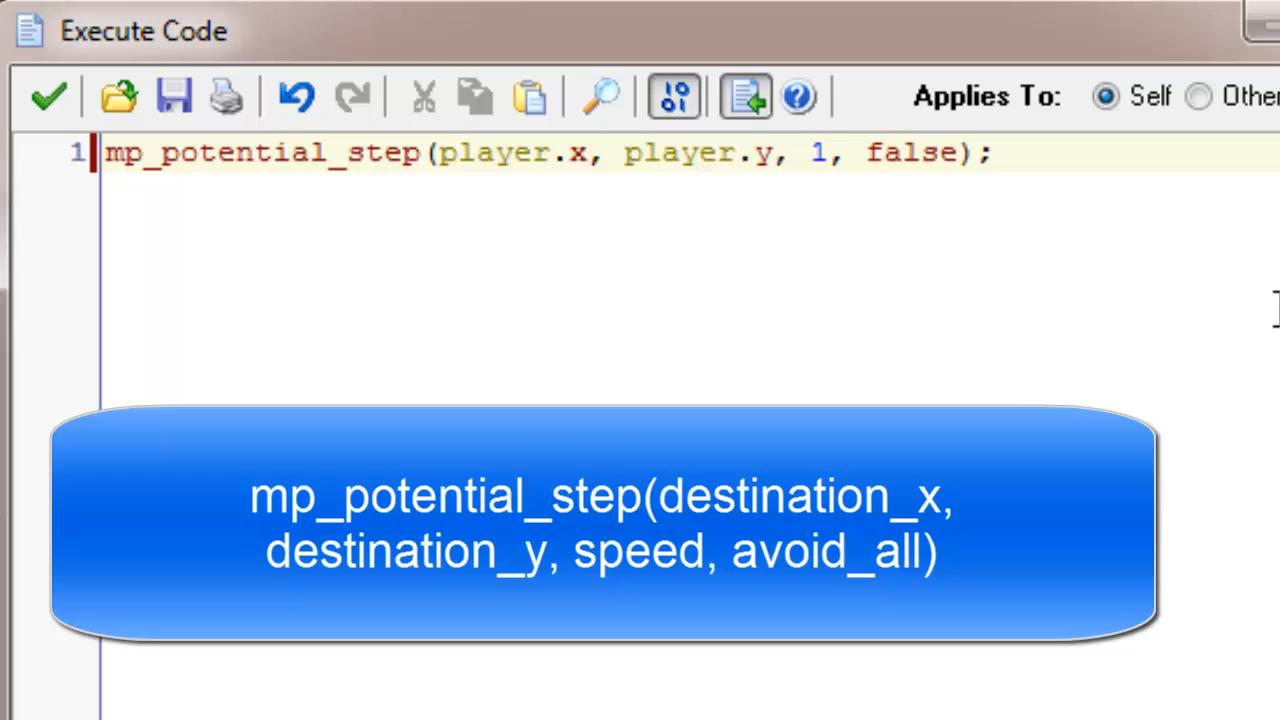 Execute Code
Applies To: Self Other
1 mp_potential_step(player.x, player.y, 1, false);
mp_potential_step(destination_x,
destination_y, speed, avoid_all)